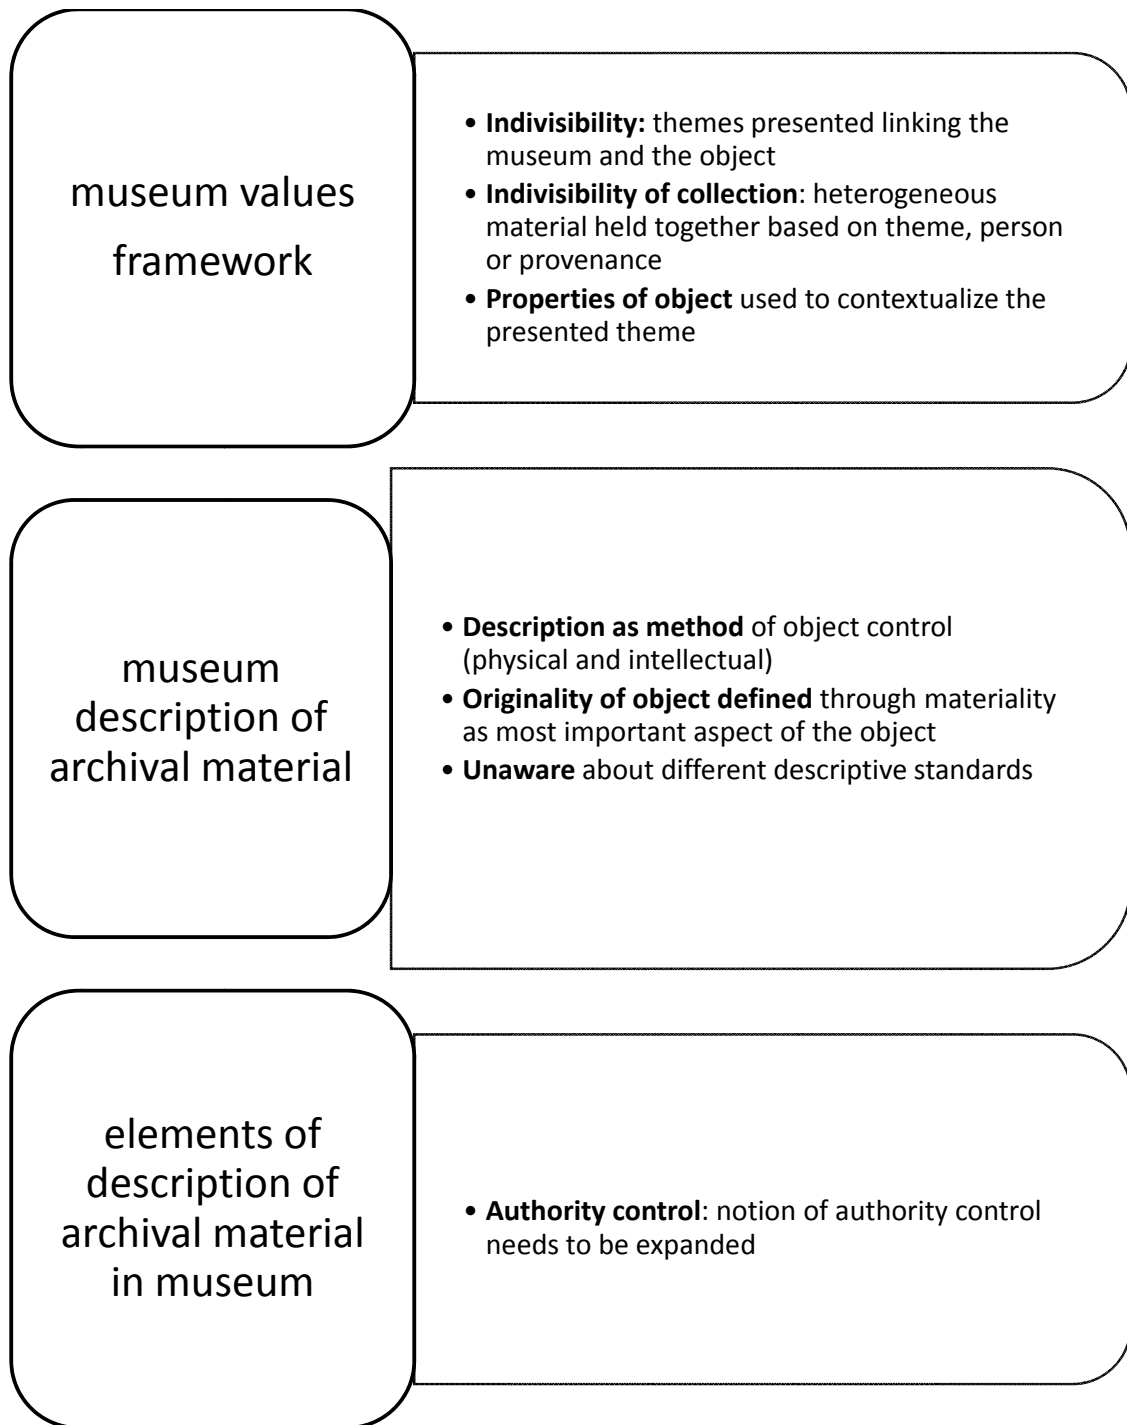 museum values
framework
• Indivisibility: themes presented linking the
museum and the object
• Indivisibility of collection: heterogeneous
material held together based on theme, person
or provenance
• Properties of object used to contextualize the
presented theme
museum
description of
archival material
• Description as method of object control
(physical and intellectual)
• Originality of object defined through materiality
as most important aspect of the object
• Unaware about different descriptive standards
elements of
description of
archival material
in museum
• Authority control: notion of authority control
needs to be expanded